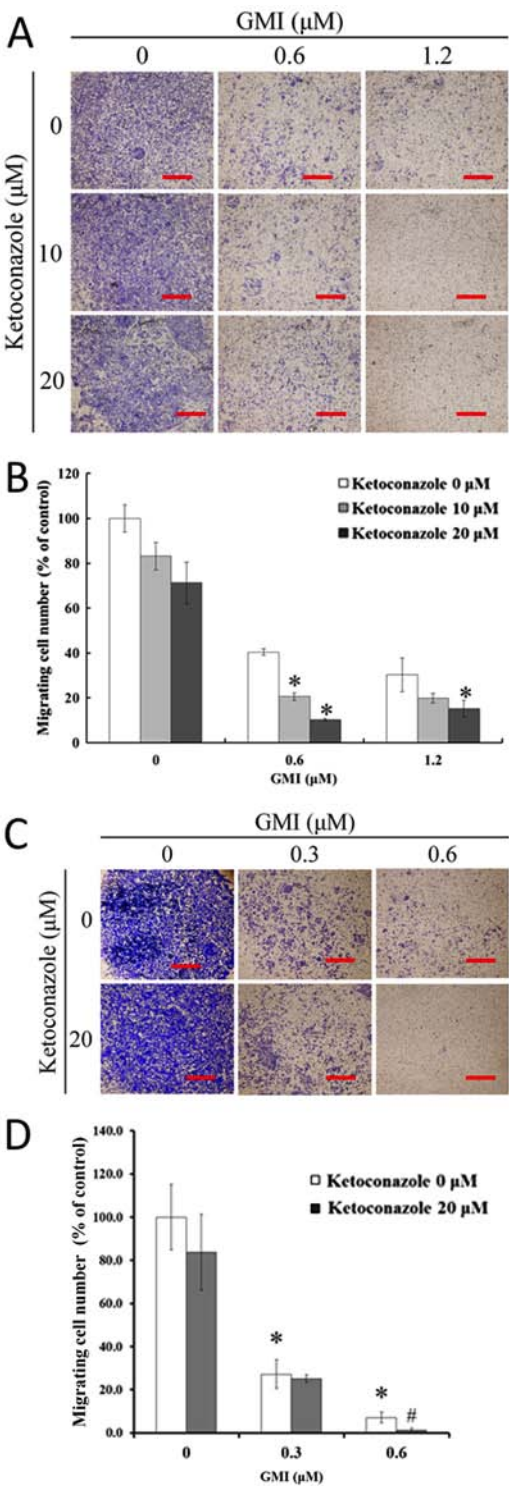 A
GMI (μM)
0 0.6 1.2
Ketoconazole (μM)
0
10
20
B
Migrating cell number (% of control)
120
100
80
60
40
20
0
Ketoconazole 0 μM
Ketoconazole 10 μM
Ketoconazole 20 μM
* *
*
0 0.6 1.2
GMI (μM)
C
GMI (μM)
0 0.3 0.6
Ketoconazole (μM)
0
20
D
Migrating cell number (% of control)
140.0
120.0
100.0
80.0
60.0
40.0
20.0
0.0
Ketoconazole 0 μM
Ketoconazole 20 μM
*
* #
0 0.3 0.6
GMI (μM)